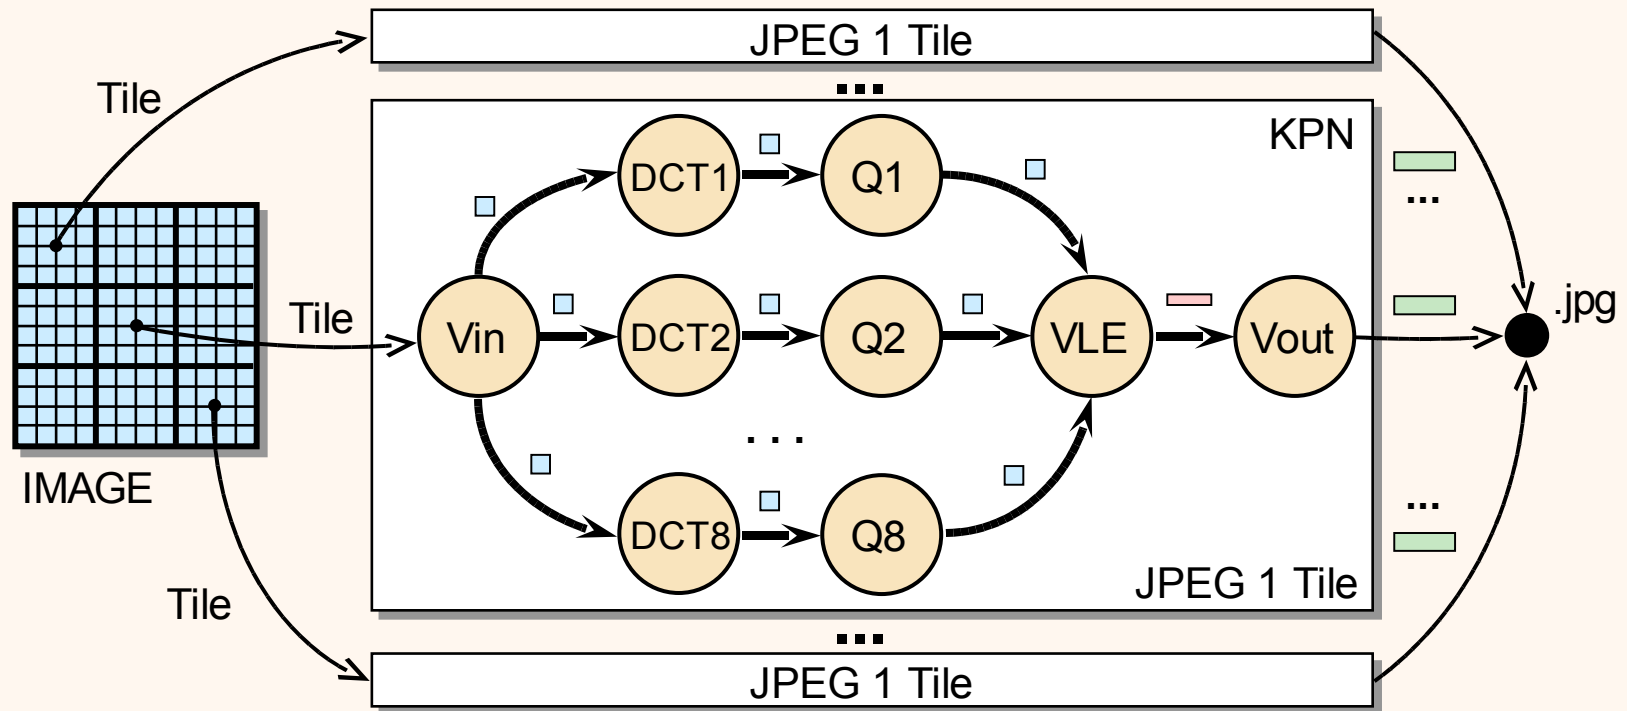 JPEG 1 Tile
...
Tile
KPN
DCT1
Q1
...
Tile
.jpg
Vin
DCT2
Q2
VLE
Vout
. . .
IMAGE
...
DCT8
Q8
JPEG 1 Tile
Tile
...
JPEG 1 Tile